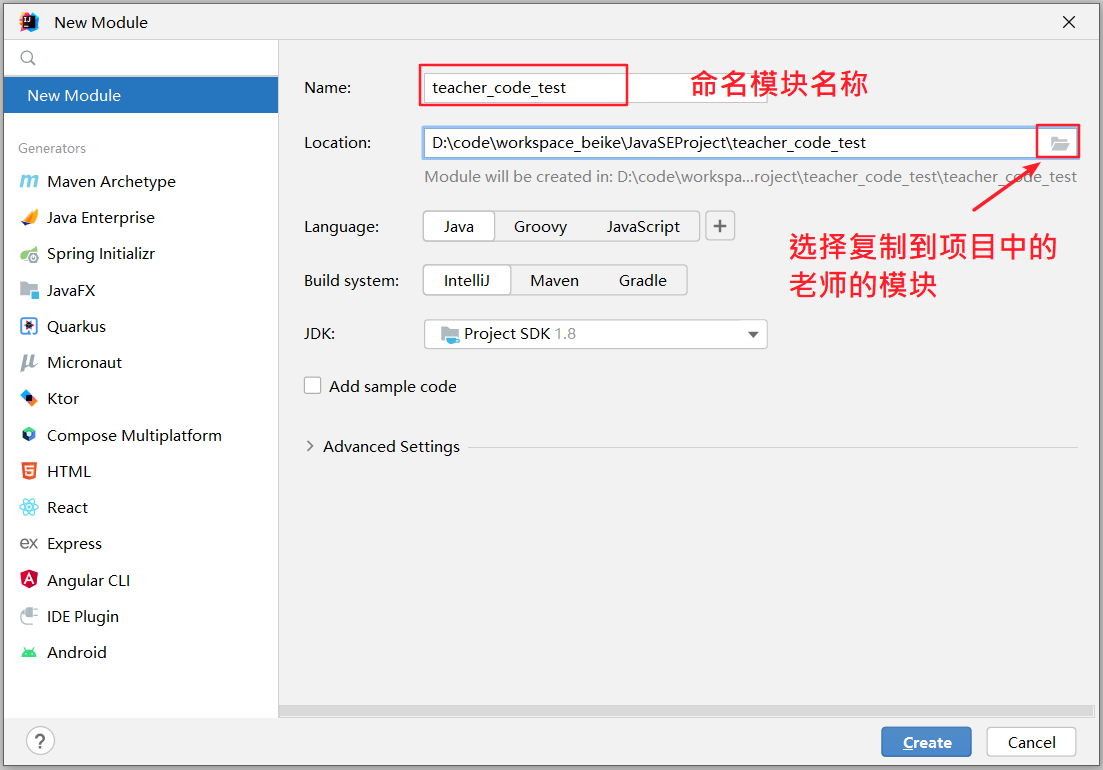 New Module
New Module
Generators
Maven Archetype
Java Enterprise
Spring Initializr
JavaFX
Quarkus
Micronaut
Ktor
Compose Multiplatform
HTML
React
Express
Angular CLI
IDE Plugin
Android
Name:
teacher_code_test
命名模块名称
Location:
D:\code\workspace_beike\JavaSEProject\teacher_code_test
Module will be created in: D:\code\workspa...roject\teacher_code_test\teacher_code_test
选择复制到项目中的
老师的模块
Language:
Java Groovy JavaScript +
Build system:
IntelliJ Maven Gradle
JDK:
Project SDK 1.8
Add sample code
Advanced Settings
?
Create
Cancel